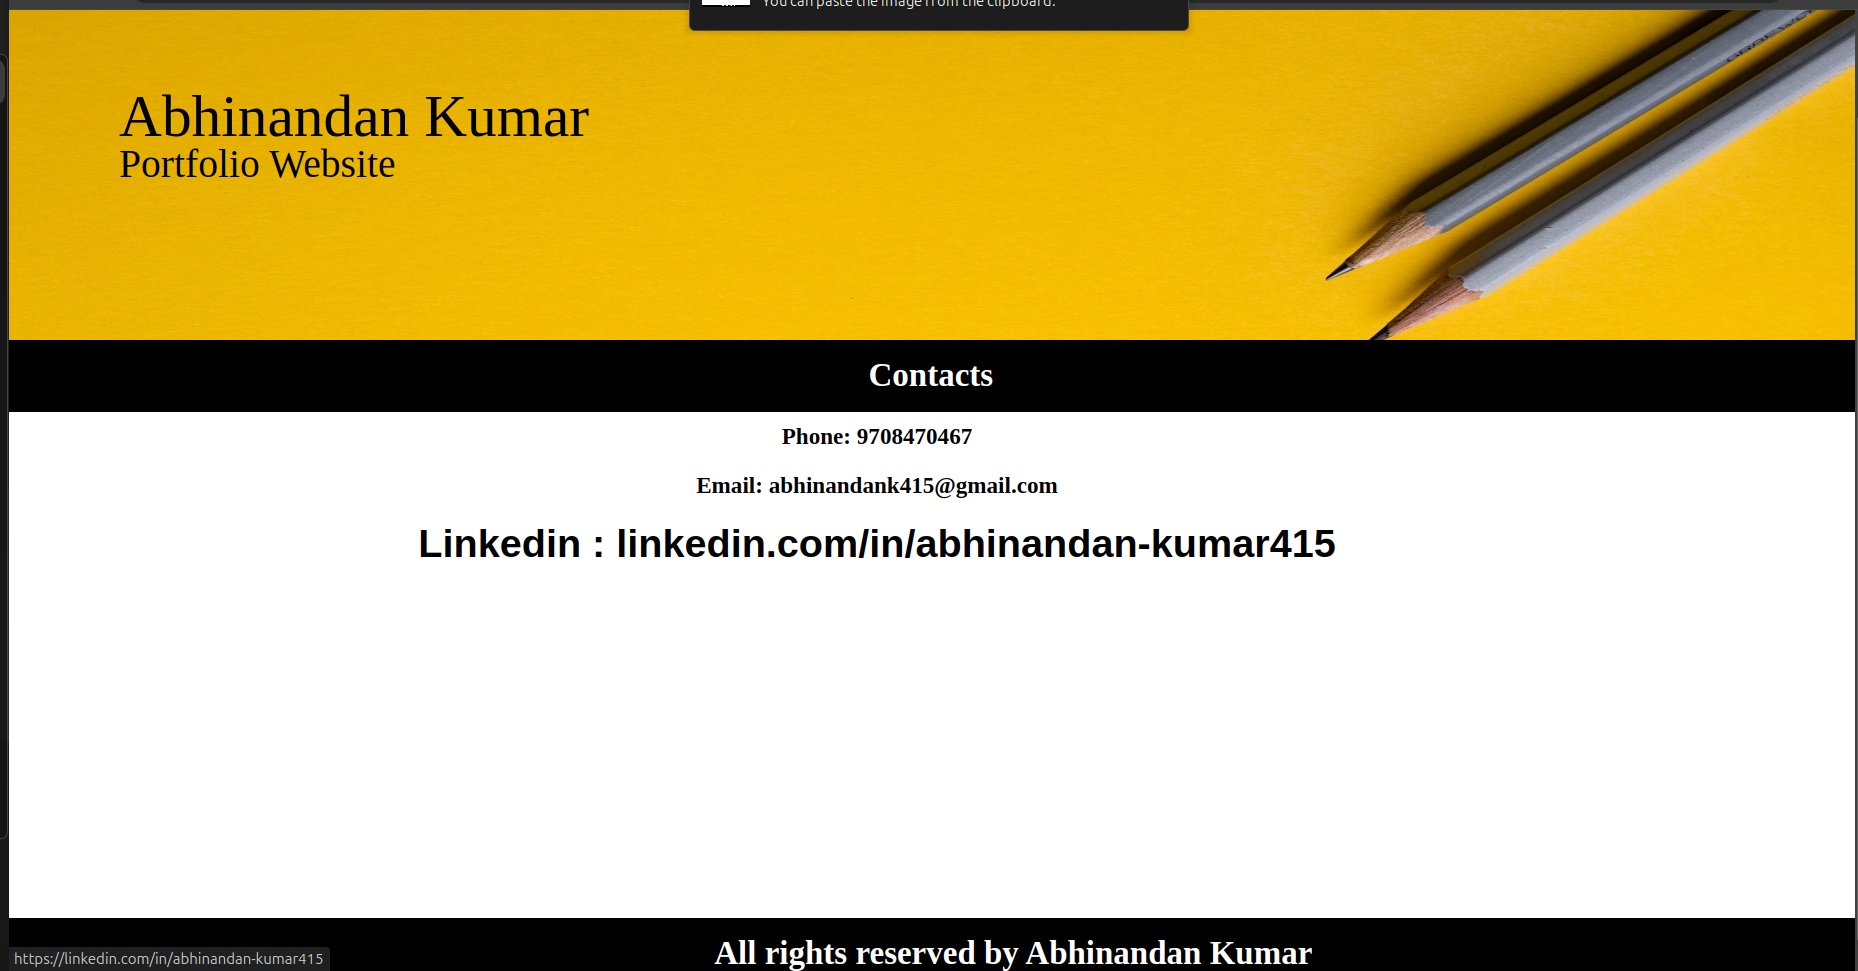 You can paste the image from the clipboard.
Abhinandan Kumar
Portfolio Website
Contacts
Phone: 9708470467
Email: abhinandank415@gmail.com
Linkedin : linkedin.com/in/abhinandan-kumar415
All rights reserved by Abhinandan Kumar
https://linkedin.com/in/abhinandan-kumar415